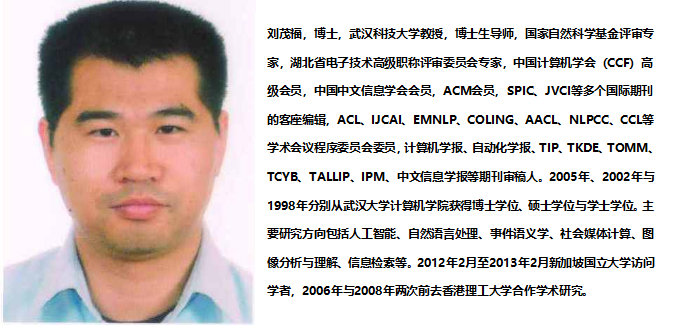 刘茂福，博士，武汉科技大学教授，博士生导师，国家自然科学基金评审专
家，湖北省电子技术高级职称评审委员会专家，中国计算机学会（CCF）高
级会员，中国中文信息学会会员，ACM会员，SPIC、JVCI等多个国际期刊
的客座编辑，ACL、IJCAI、EMNLP、COLING、AACL、NLPCC、CCL等
学术会议程序委员会委员，计算机学报、自动化学报、TIP、TKDE、TOMM、
TCYB、TALLIP、IPM、中文信息学报等期刊审稿人。2005年、2002年与
1998年分别从武汉大学计算机学院获得博士学位、硕士学位与学士学位。主
要研究方向包括人工智能、自然语言处理、事件语义学、社会媒体计算、图
像分析与理解、信息检索等。2012年2月至2013年2月新加坡国立大学访问
学者，2006年与2008年两次前去香港理工大学合作学术研究。